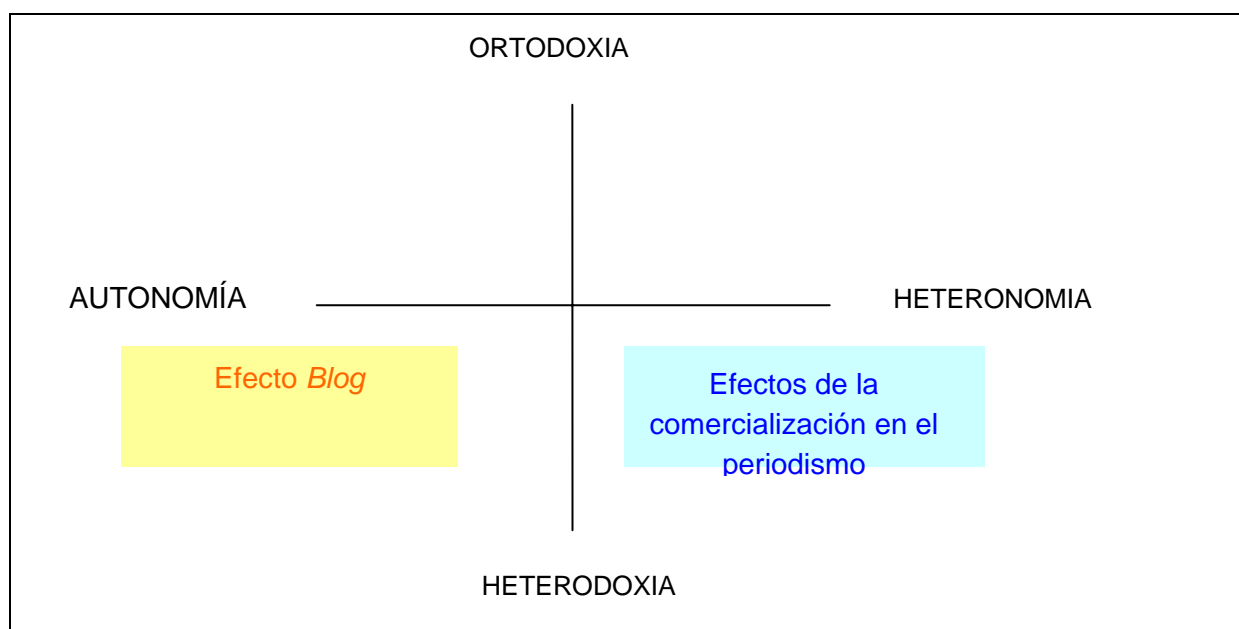 ORTODOXIA
AUTONOMÍA
HETERONOMIA
Efecto Blog
Efectos de la
comercialización en el
periodismo
HETERODOXIA